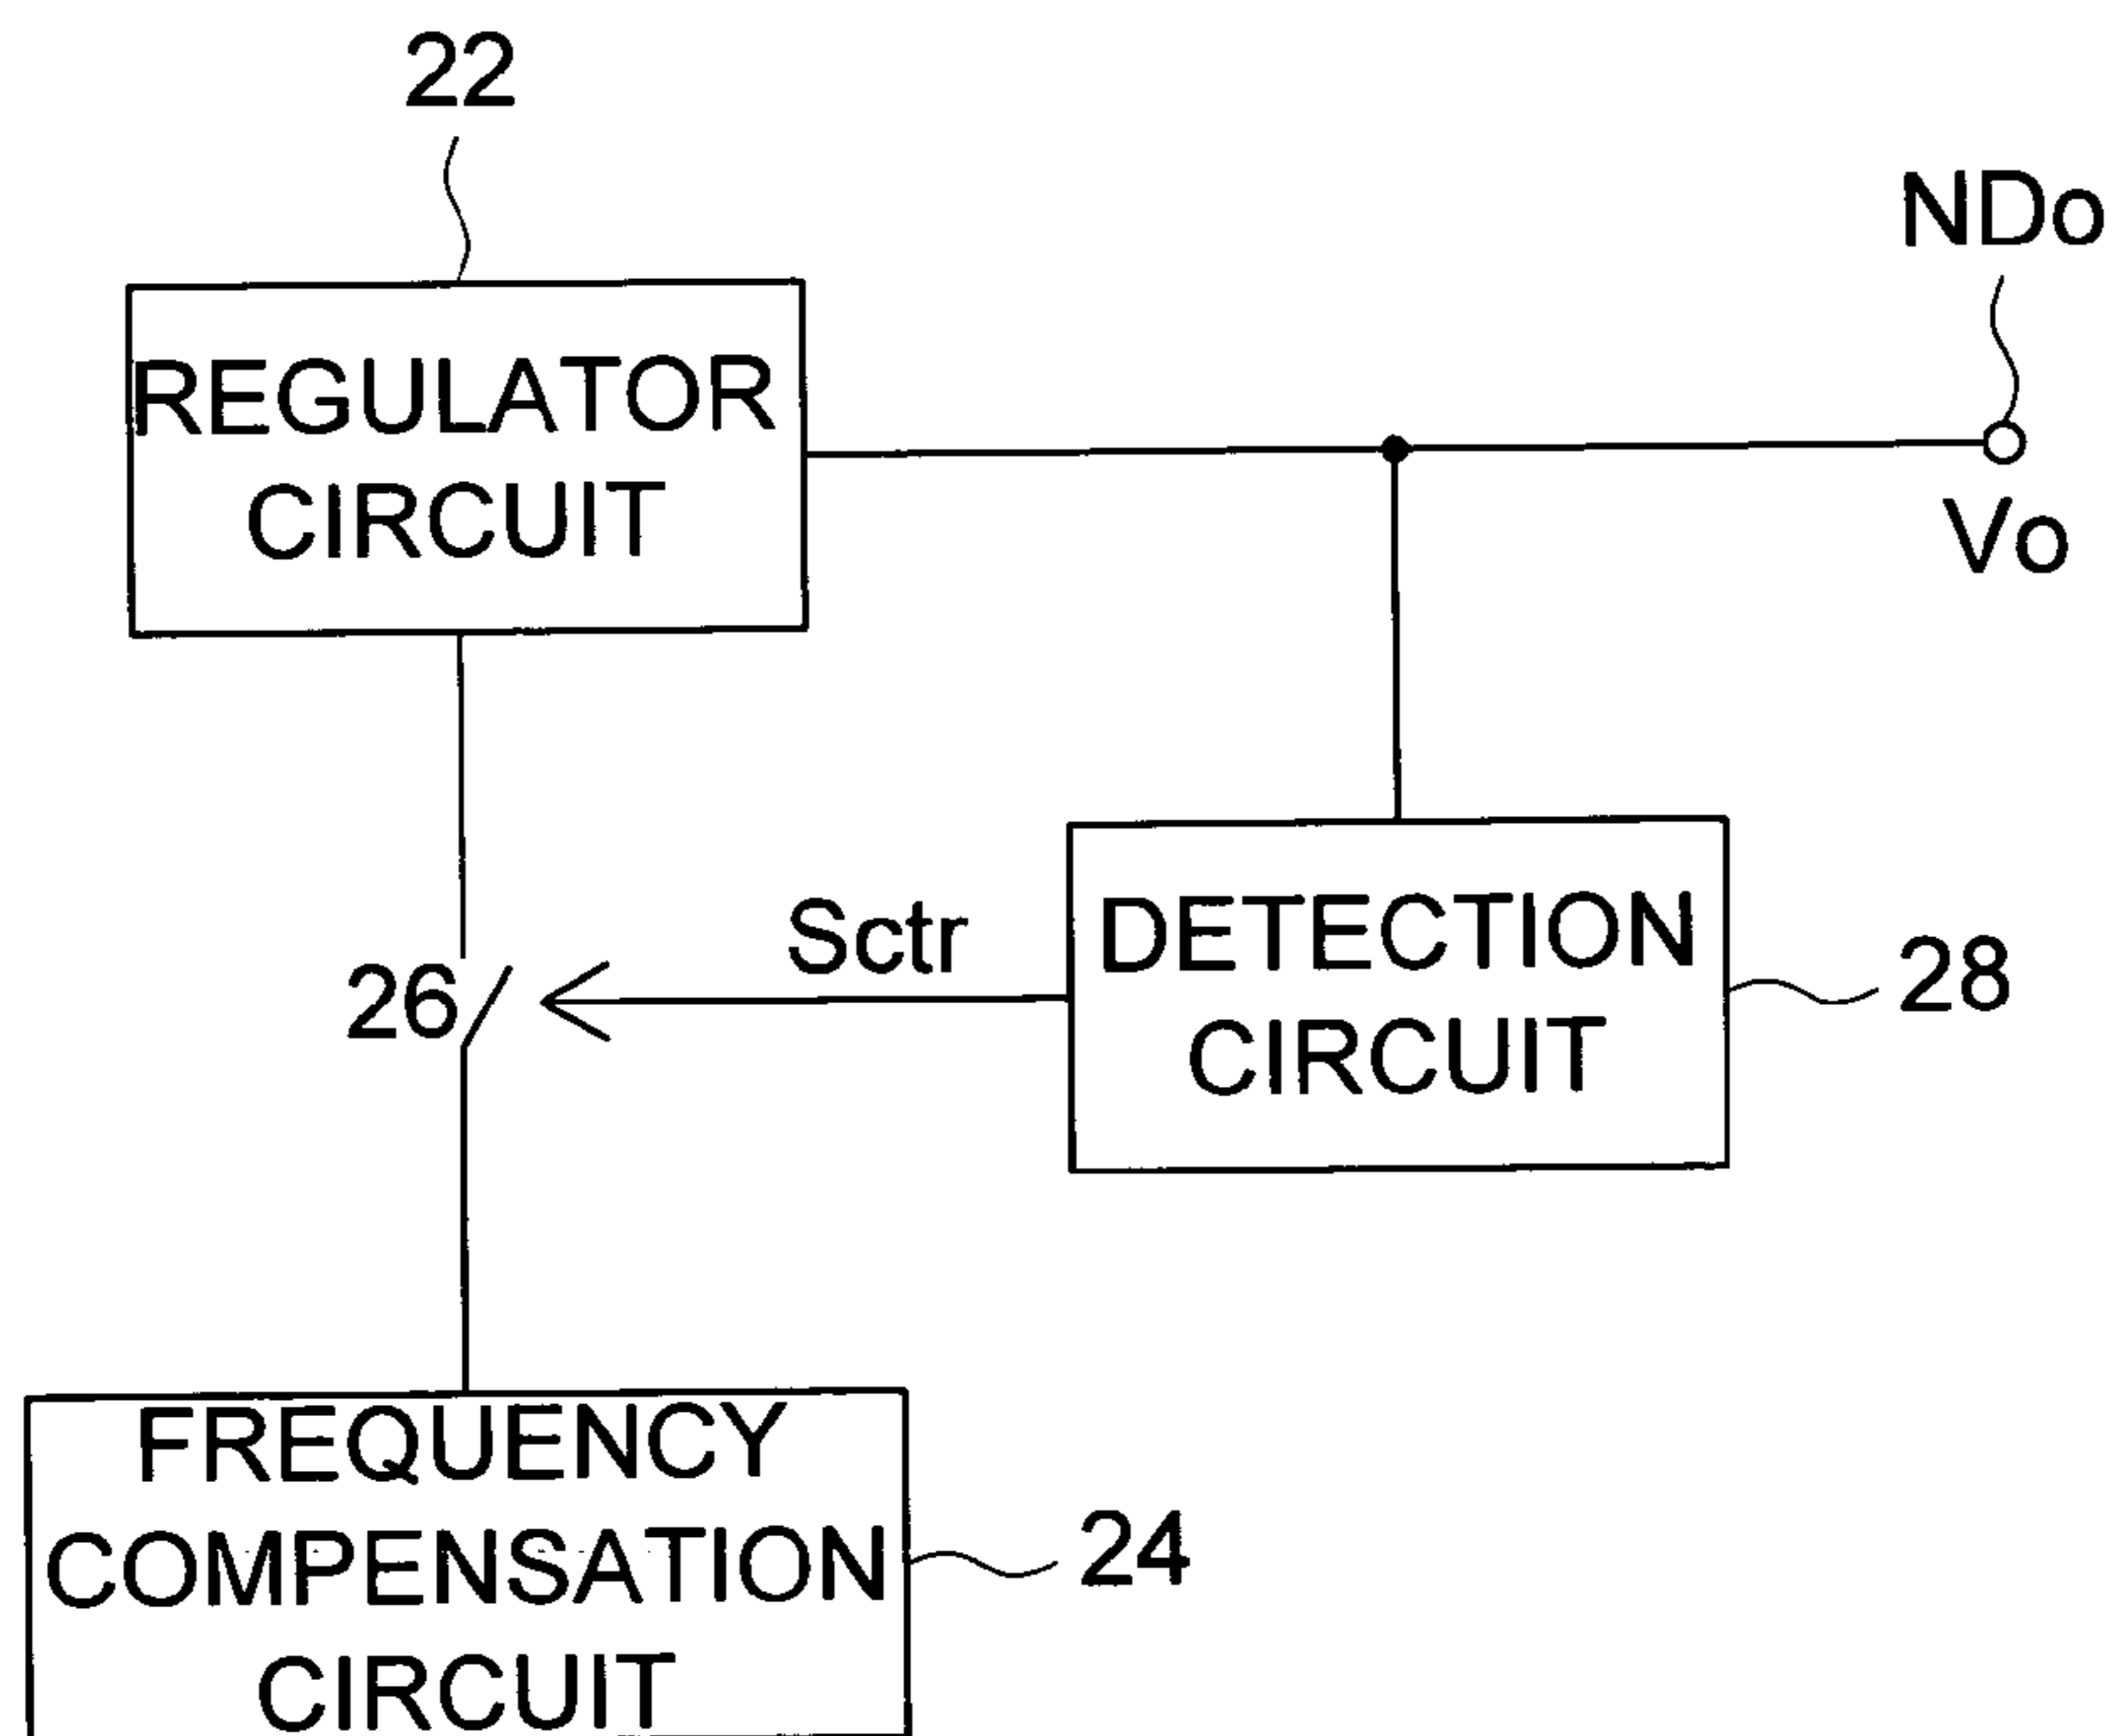 22
NDo
REGULATOR
CIRCUIT
Vo
Sctr
26
DETECTION
CIRCUIT
28
FREQUENCY
COMPENSATION
CIRCUIT
24